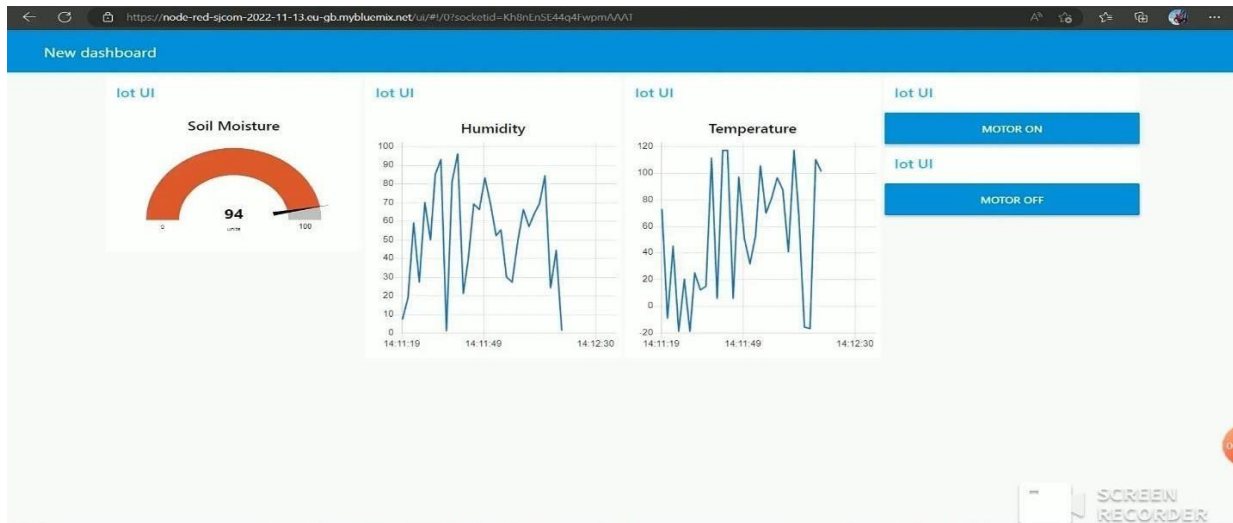 https://node-red-sjcom-2022-11-13.eu-gb.mybluemix.net/ui/#!/0?socketid=Kh8nEnSE44q4FwpmAAAT
New dashboard
Iot UI
Soil Moisture
94
units
0
100
Iot UI
Humidity
100
90
80
70
60
50
40
30
20
10
0
14:11:19
14:11:49
14:12:30
Iot UI
Temperature
120
100
80
60
40
20
0
-20
14:11:19
14:11:49
14:12:30
Iot UI
MOTOR ON
Iot UI
MOTOR OFF
SCREEN
RECORDER